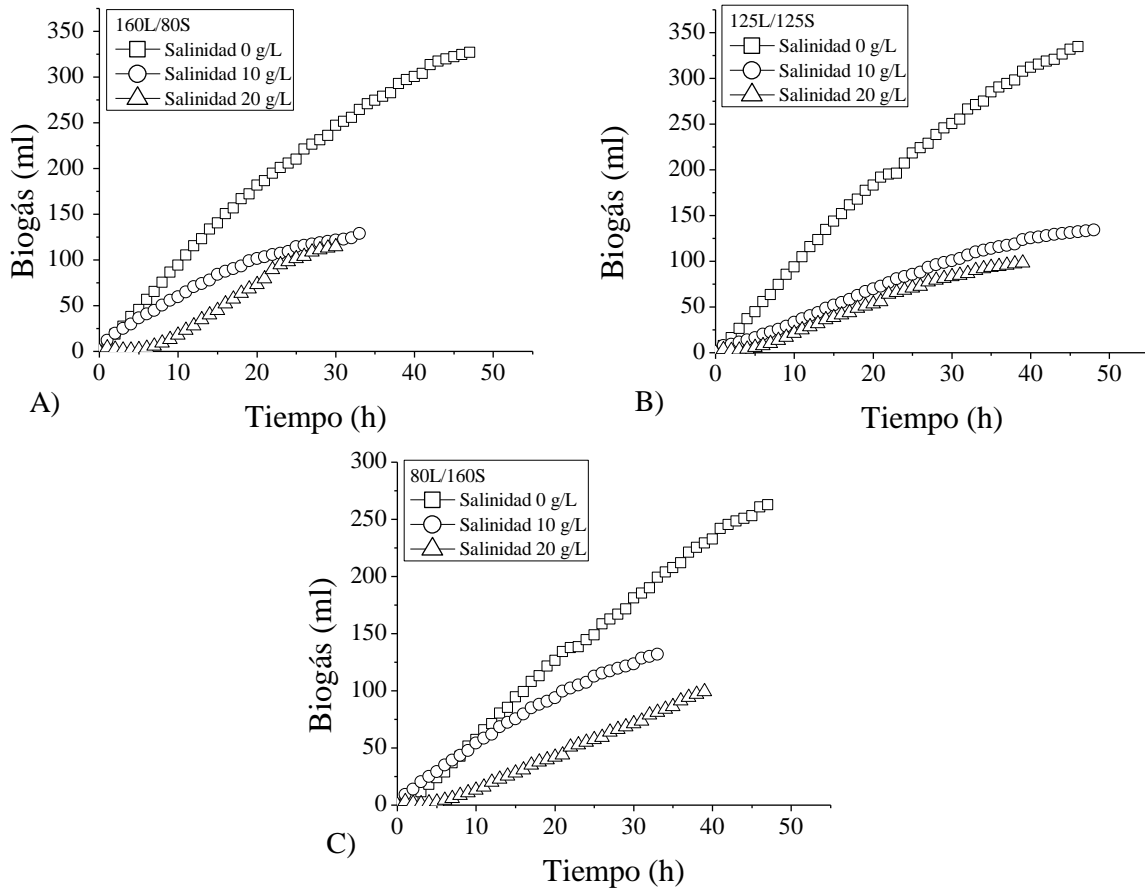 160L/80S
Salinidad 0 g/L
Salinidad 10 g/L
Salinidad 20 g/L
Biogás (ml)
350
300
250
200
150
100
50
0
0 10 20 30 40 50
Tiempo (h)
A)
125L/125S
Salinidad 0 g/L
Salinidad 10 g/L
Salinidad 20 g/L
Biogás (ml)
350
300
250
200
150
100
50
0
0 10 20 30 40 50
Tiempo (h)
B)
80L/160S
Salinidad 0 g/L
Salinidad 10 g/L
Salinidad 20 g/L
Biogás (ml)
300
250
200
150
100
50
0
0 10 20 30 40 50
Tiempo (h)
C)